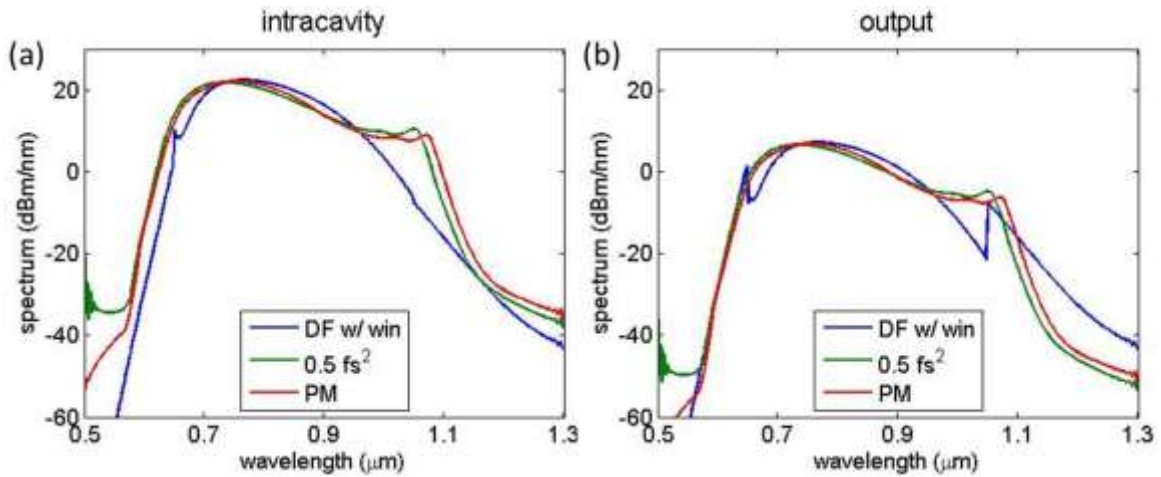 intracavity
(a)
spectrum (dBm/nm)
20
0
-20
-40
-60
0.5 0.7 0.9 1.1 1.3
wavelength (μm)
DF w/ win
0.5 fs²
PM
output
(b)
spectrum (dBm/nm)
20
0
-20
-40
-60
0.5 0.7 0.9 1.1 1.3
wavelength (μm)
DF w/ win
0.5 fs²
PM